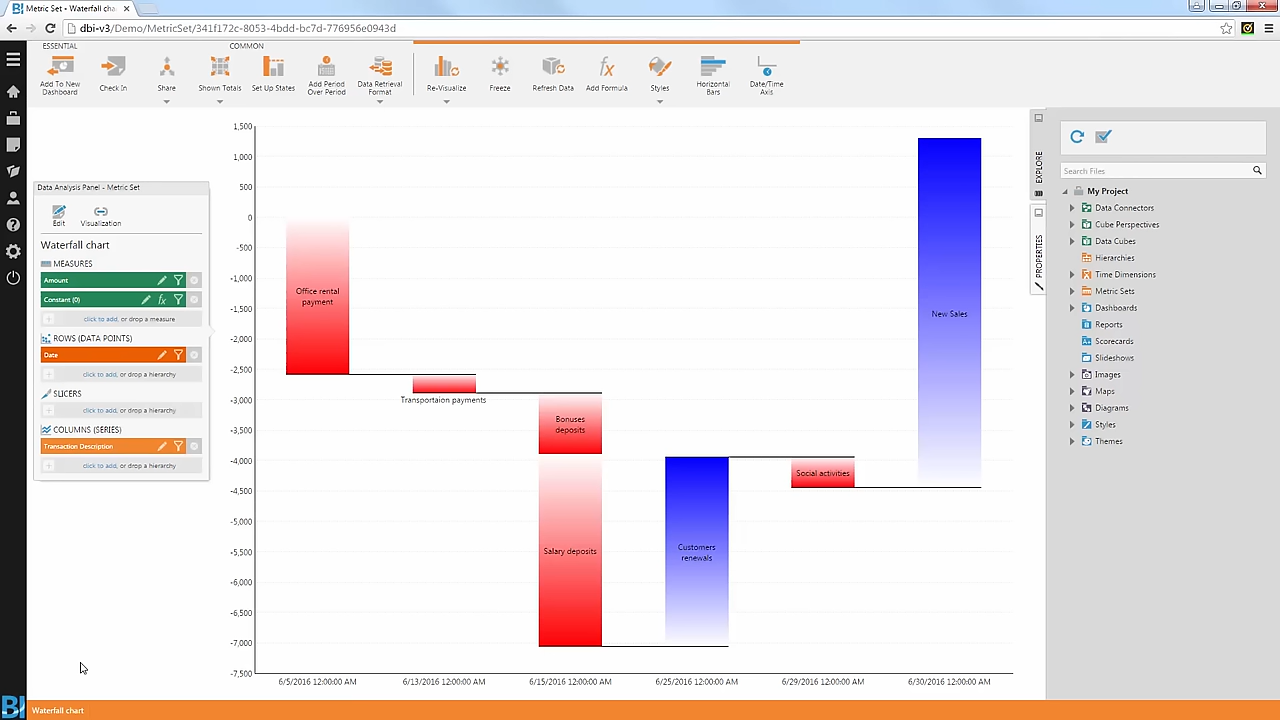 Metric Set • Waterfall cha
dbi-v3/Demo/MetricSet/341f172c-8053-4bdd-bc7d-776956e0943d
ESSENTIAL
COMMON
Add To New
Dashboard
Check In
Share
Shown Totals
Set Up States
Add Period
Over Period
Data Retrieval
Format
Re-Visualize
Freeze
Refresh Data
Add Formula
Styles
Horizontal
Bars
Date/Time
Axis
Data Analysis Panel - Metric Set
Edit
Visualization
Waterfall chart
MEASURES
Amount
Constant (0)
click to add, or drop a measure
ROWS (DATA POINTS)
Date
click to add, or drop a hierarchy
SLICERS
click to add, or drop a hierarchy
COLUMNS (SERIES)
Transaction Description
click to add, or drop a hierarchy
1,500
1,000
500
0
-500
-1,000
-1,500
-2,000
-2,500
-3,000
-3,500
-4,000
-4,500
-5,000
-5,500
-6,000
-6,500
-7,000
-7,500
Office rental
payment
Transportaion payments
Bonuses
deposits
Salary deposits
Customers
renewals
Social activities
New Sales
6/5/2016 12:00:00 AM
6/13/2016 12:00:00 AM
6/15/2016 12:00:00 AM
6/25/2016 12:00:00 AM
6/29/2016 12:00:00 AM
6/30/2016 12:00:00 AM
EXPLORE
PROPERTIES
Search Files
My Project
Data Connectors
Cube Perspectives
Data Cubes
Hierarchies
Time Dimensions
Metric Sets
Dashboards
Reports
Scorecards
Slideshows
Images
Maps
Diagrams
Styles
Themes
BI
Waterfall chart